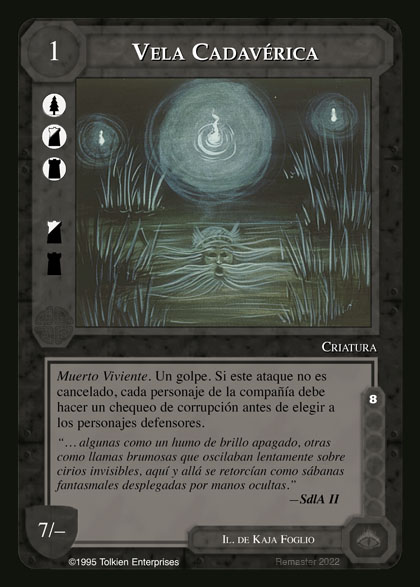 1
VELA CADAVÉRICA
CRIATURA
Muerto Viviente. Un golpe. Si este ataque no es
cancelado, cada personaje de la compañía debe
hacer un chequeo de corrupción antes de elegir a
los personajes defensores.
8
“… algunas como un humo de brillo apagado, otras
como llamas brumosas que oscilaban lentamente sobre
cirios invisibles, aquí y allá se retorcían como sábanas
fantasmales desplegadas por manos ocultas.”
–SdlA II
7/–
IL. DE KAJA FOGLIO
©1995 Tolkien Enterprises
Remaster 2022